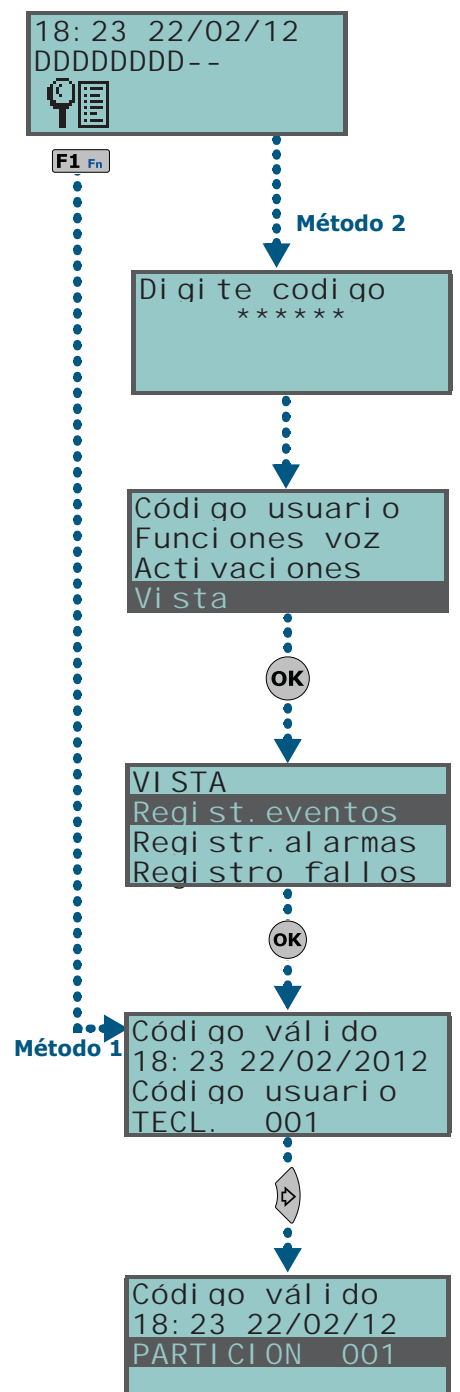 18:23 22/02/12
DDDDDDDD--
F1 Fn
Método 2
Digite codigo
******
Código usuario
Funciones voz
Activaciones
Vista
OK
VISTA
Regist.eventos
Registr.alarmas
Registro fallos
OK
Método 1
Código válido
18:23 22/02/2012
Código usuario
TECL. 001
Código válido
18:23 22/02/12
PARTICION 001